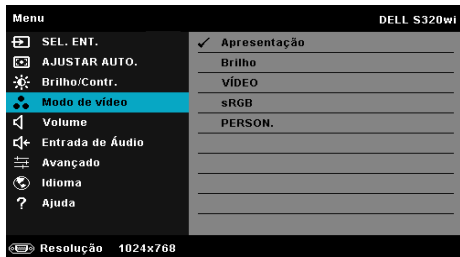 Menu DELL S320wi
SEL. ENT.
AJUSTAR AUTO.
Brilho/Contr.
Modo de vídeo
Volume
Entrada de Áudio
Avançado
Idioma
? Ajuda
✓ Apresentação
Brilho
VÍDEO
sRGB
PERSON.
Resolução 1024x768